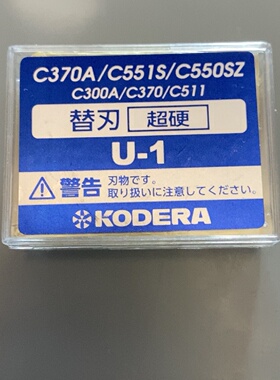 C370A/C551S/C550SZ
C300A/C370/C511
替刃 超硬
U-1
警告 刃物です。
取り扱いに注意してください。
KODERA